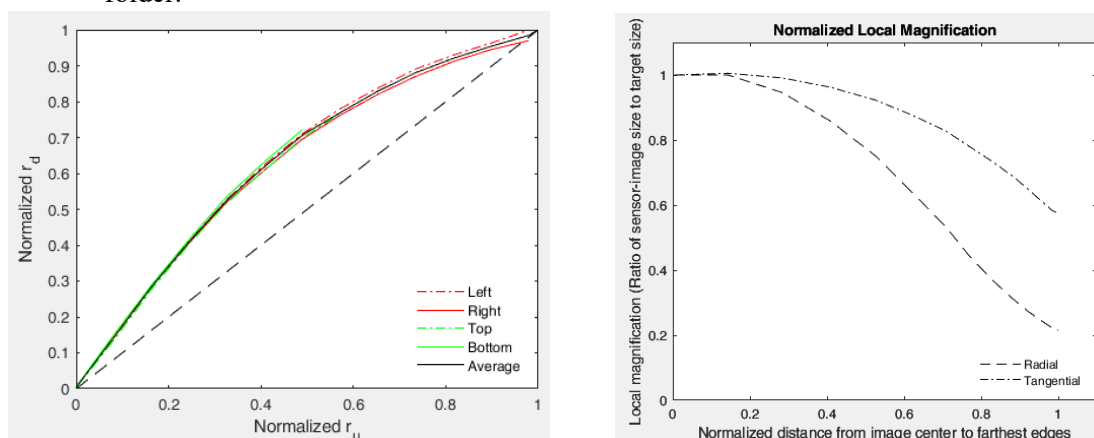 folder.
1
0.9
0.8
0.7
0.6
0.5
0.4
0.3
0.2
0.1
0
Normalized r_d
0
0.2
0.4
0.6
0.8
1
Normalized r_u
Left
Right
Top
Bottom
Average
Normalized Local Magnification
Local magnification (Ratio of sensor-image size to target size)
1
0.8
0.6
0.4
0.2
0
0.2
0.4
0.6
0.8
1
Normalized distance from image center to farthest edges
Radial
Tangential